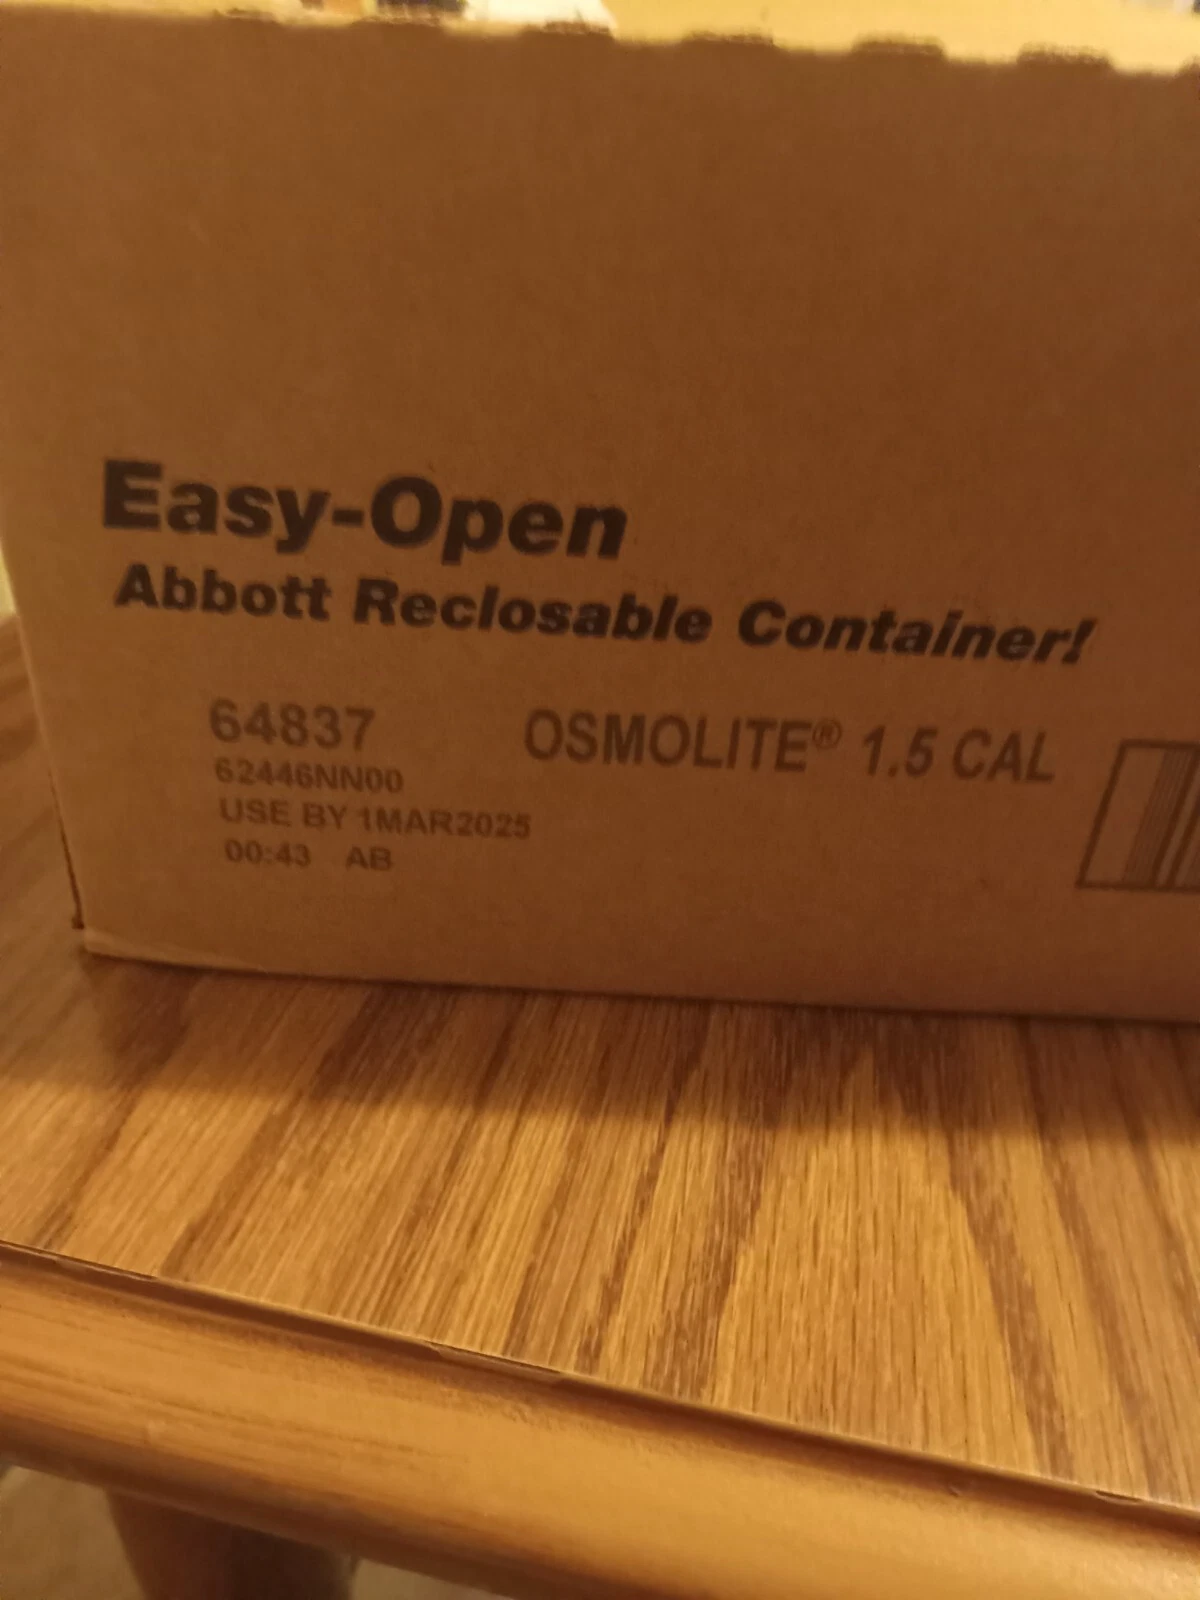 Easy-Open
Abbott Reclosable Container!
64837 OSMOLITE® 1.5 CAL
62446NN00
USE BY 1MAR2025
00:43 AB